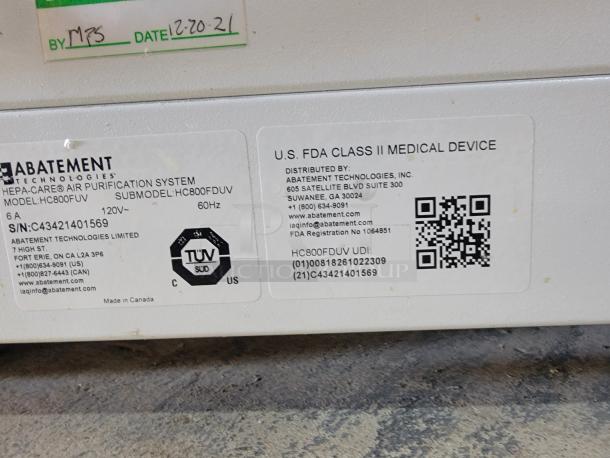 BY MPS DATE 12-20-21
ABATEMENT
TECHNOLOGIES®
HEPA-CARE® AIR PURIFICATION SYSTEM
MODEL:HC800FUV SUBMODEL:HC800FDUV
6 A 120V~ 60Hz
S/N:C43421401569
ABATEMENT TECHNOLOGIES LIMITED
7 HIGH ST.
FORT ERIE, ON CA L2A 3P6
+1(800)634-9091 (US)
+1(800)827-6443 (CAN)
www.abatement.com
iaqinfo@abatement.com
Made in Canada
TUV
SUD
C US
U.S. FDA CLASS II MEDICAL DEVICE
DISTRIBUTED BY:
ABATEMENT TECHNOLOGIES, INC.
605 SATELLITE BLVD SUITE 300
SUWANEE, GA 30024
+1 (800) 634-9091
www.abatement.com
iaqinfo@abatement.com
FDA Registration No 1064851
HC800FDUV UDI:
(01)00818261022309
(21)C43421401569